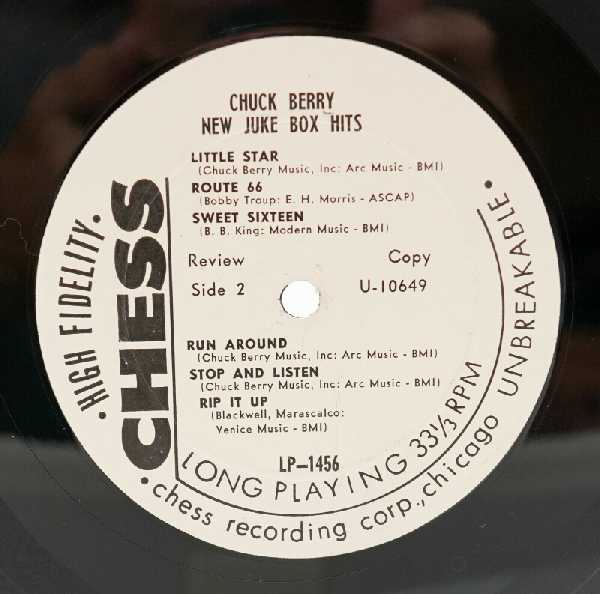 CHUCK BERRY
NEW JUKE BOX HITS
LITTLE STAR
(Chuck Berry Music, Inc: Arc Music - BMI)
ROUTE 66
(Bobby Troup: E. H. Morris - ASCAP)
SWEET SIXTEEN
(B. B. King: Modern Music - BMI)
Review Copy
Side 2 U-10649
RUN AROUND
(Chuck Berry Music, Inc: Arc Music - BMI)
STOP AND LISTEN
(Chuck Berry Music, Inc: Arc Music - BMI)
RIP IT UP
(Blackwell, Marascalco:
Venice Music - BMI)
LP-1456
CHESS
LONG PLAYING 33⅓ RPM
• HIGH FIDELITY •
• chess recording corp., chicago UNBREAKABLE •